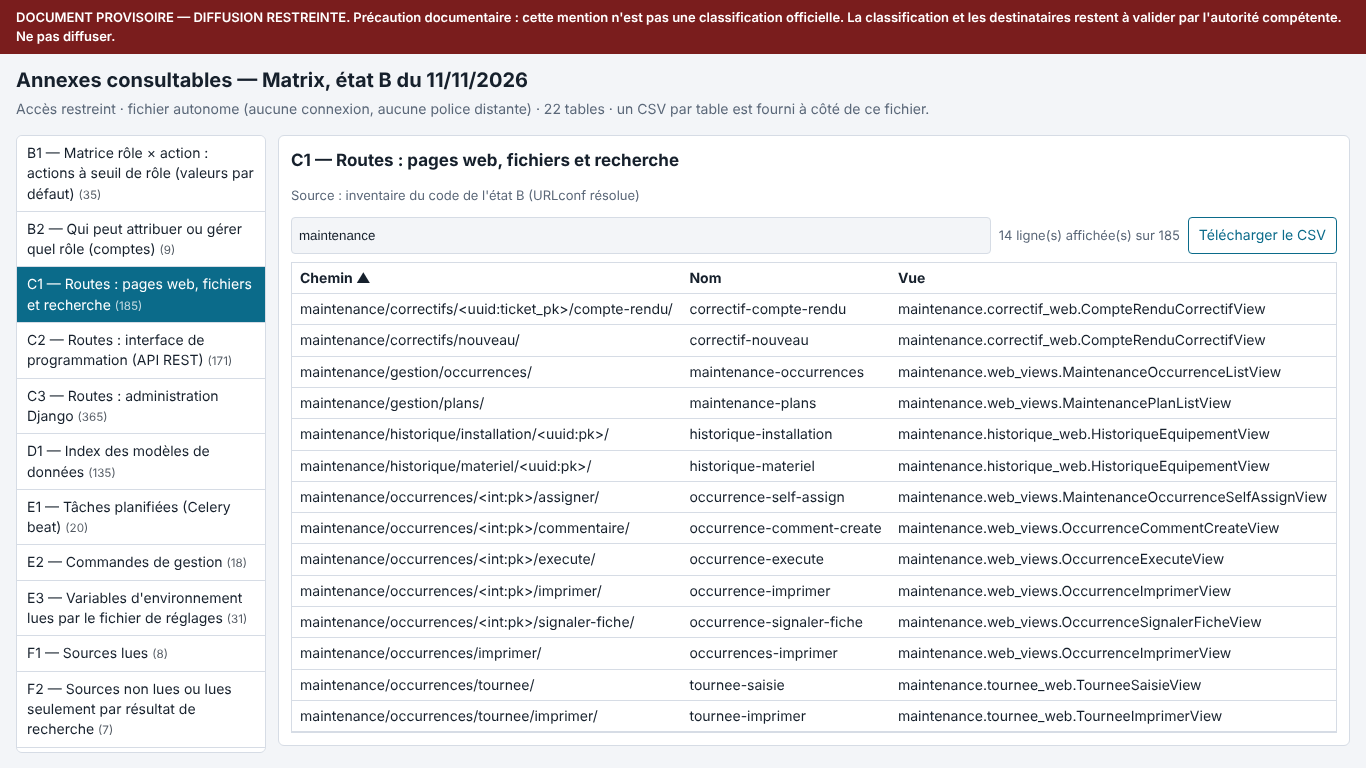 DOCUMENT PROVISOIRE — DIFFUSION RESTREINTE. Précaution documentaire : cette mention n'est pas une classification officielle. La classification et les destinataires restent à valider par l'autorité compétente.
Ne pas diffuser.
Annexes consultables — Matrix, état B du 11/11/2026
Accès restreint · fichier autonome (aucune connexion, aucune police distante) · 22 tables · un CSV par table est fourni à côté de ce fichier.
B1 — Matrice rôle × action :
actions à seuil de rôle (valeurs par
défaut) (35)
B2 — Qui peut attribuer ou gérer
quel rôle (comptes) (9)
C1 — Routes : pages web, fichiers
et recherche (185)
C2 — Routes : interface de
programmation (API REST) (171)
C3 — Routes : administration
Django (365)
D1 — Index des modèles de
données (135)
E1 — Tâches planifiées (Celery
beat) (20)
E2 — Commandes de gestion (18)
E3 — Variables d'environnement
lues par le fichier de réglages (31)
F1 — Sources lues (8)
F2 — Sources non lues ou lues
seulement par résultat de
recherche (7)
C1 — Routes : pages web, fichiers et recherche
Source : inventaire du code de l'état B (URLconf résolue)
maintenance 14 ligne(s) affichée(s) sur 185 Télécharger le CSV
Chemin ▲ Nom Vue
maintenance/correctifs/<uuid:ticket_pk>/compte-rendu/ correctif-compte-rendu maintenance.correctif_web.CompteRenduCorrectifView
maintenance/correctifs/nouveau/ correctif-nouveau maintenance.correctif_web.CompteRenduCorrectifView
maintenance/gestion/occurrences/ maintenance-occurrences maintenance.web_views.MaintenanceOccurrenceListView
maintenance/gestion/plans/ maintenance-plans maintenance.web_views.MaintenancePlanListView
maintenance/historique/installation/<uuid:pk>/ historique-installation maintenance.historique_web.HistoriqueEquipementView
maintenance/historique/materiel/<uuid:pk>/ historique-materiel maintenance.historique_web.HistoriqueEquipementView
maintenance/occurrences/<int:pk>/assigner/ occurrence-self-assign maintenance.web_views.MaintenanceOccurrenceSelfAssignView
maintenance/occurrences/<int:pk>/commentaire/ occurrence-comment-create maintenance.web_views.OccurrenceCommentCreateView
maintenance/occurrences/<int:pk>/execute/ occurrence-execute maintenance.web_views.OccurrenceExecuteView
maintenance/occurrences/<int:pk>/imprimer/ occurrence-imprimer maintenance.web_views.OccurrenceImprimerView
maintenance/occurrences/<int:pk>/signaler-fiche/ occurrence-signaler-fiche maintenance.web_views.OccurrenceSignalerFicheView
maintenance/occurrences/imprimer/ occurrences-imprimer maintenance.web_views.OccurrenceImprimerView
maintenance/occurrences/tournee/ tournee-saisie maintenance.tournee_web.TourneeSaisieView
maintenance/occurrences/tournee/imprimer/ tournee-imprimer maintenance.tournee_web.TourneeImprimerView